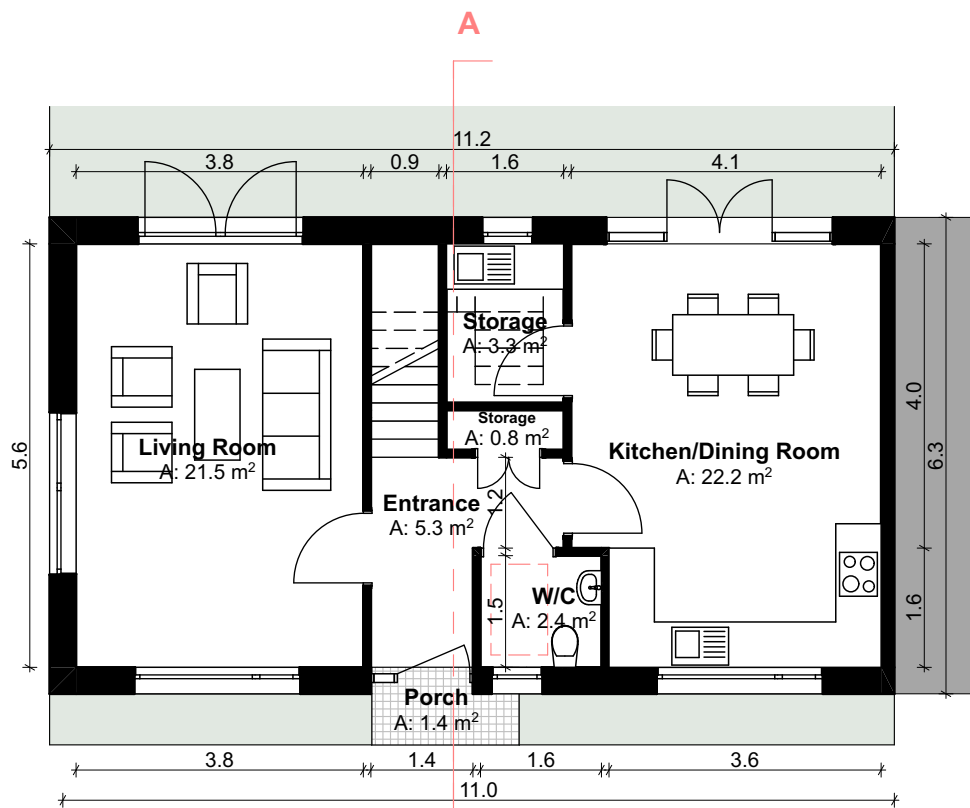 A
11.2
3.8
0.9
1.6
4.1
Storage
A: 3.3 m²
Storage
A: 0.8 m²
Living Room
A: 21.5 m²
Kitchen/Dining Room
A: 22.2 m²
5.6
4.0
6.3
Entrance
A: 5.3 m²
1.2
W/C
A: 2.4 m²
1.5
1.6
Porch
A: 1.4 m²
3.8
1.4
1.6
3.6
11.0